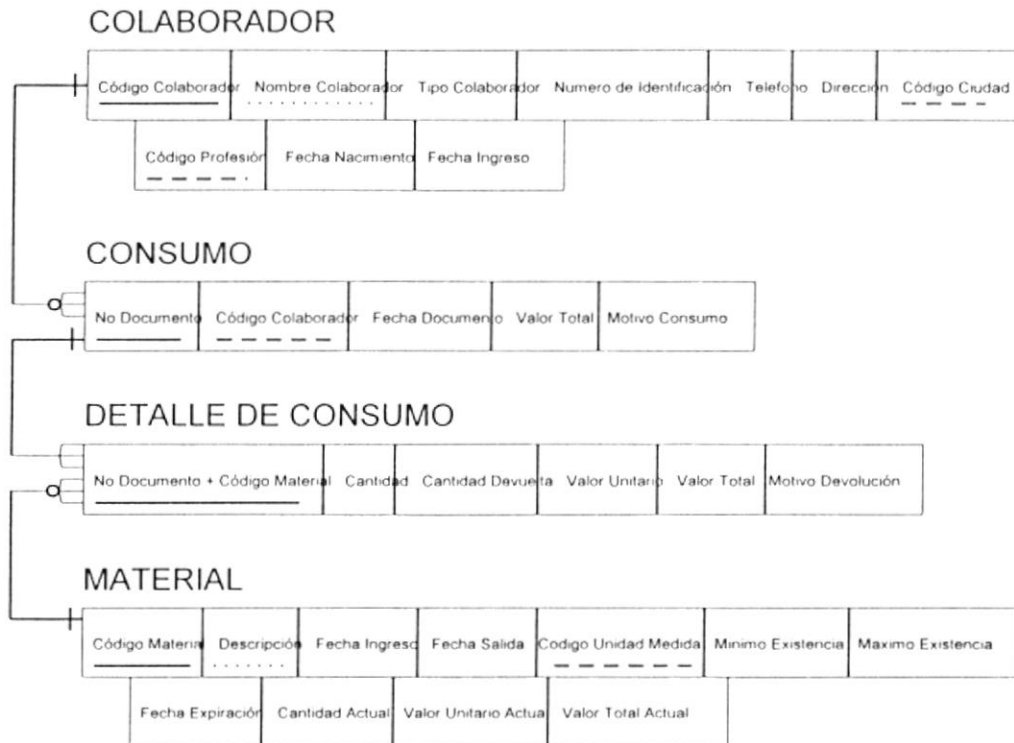 COLABORADOR
Código Colaborador Nombre Colaborador Tipo Colaborador Numero de Identificación Telefono Dirección Código Ciudad
Código Profesión Fecha Nacimiento Fecha Ingreso
CONSUMO
No Documento Código Colaborador Fecha Documento Valor Total Motivo Consumo
DETALLE DE CONSUMO
No Documento + Código Material Cantidad Cantidad Devuelta Valor Unitario Valor Total Motivo Devolución
MATERIAL
Código Material Descripción Fecha Ingreso Fecha Salida Codigo Unidad Medida Minimo Existencia Maximo Existencia
Fecha Expiración Cantidad Actual Valor Unitario Actual Valor Total Actual